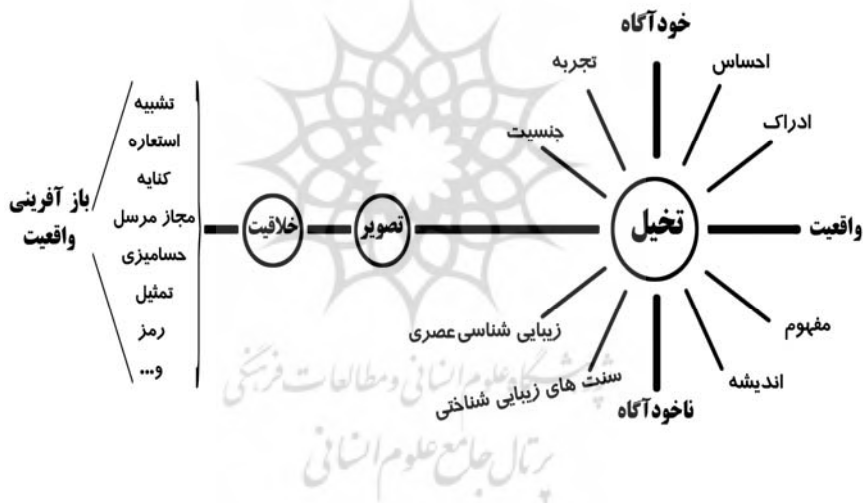 خودآگاه
احساس
تجربه
ادراک
جنسیت
تخیل
واقعیت
مفهوم
اندیشه
ناخودآگاه
سنت های زیبایی شناختی
زیبایی شناسی عصری
تصویر
خلاقیت
تشبیه
استعاره
کنایه
مجاز مرسل
حسامیزی
تمثیل
رمز
و...
باز آفرینی
واقعیت
پژوهشگاه علوم انسانی و مطالعات فرهنگی
پرتال جامع علوم انسانی